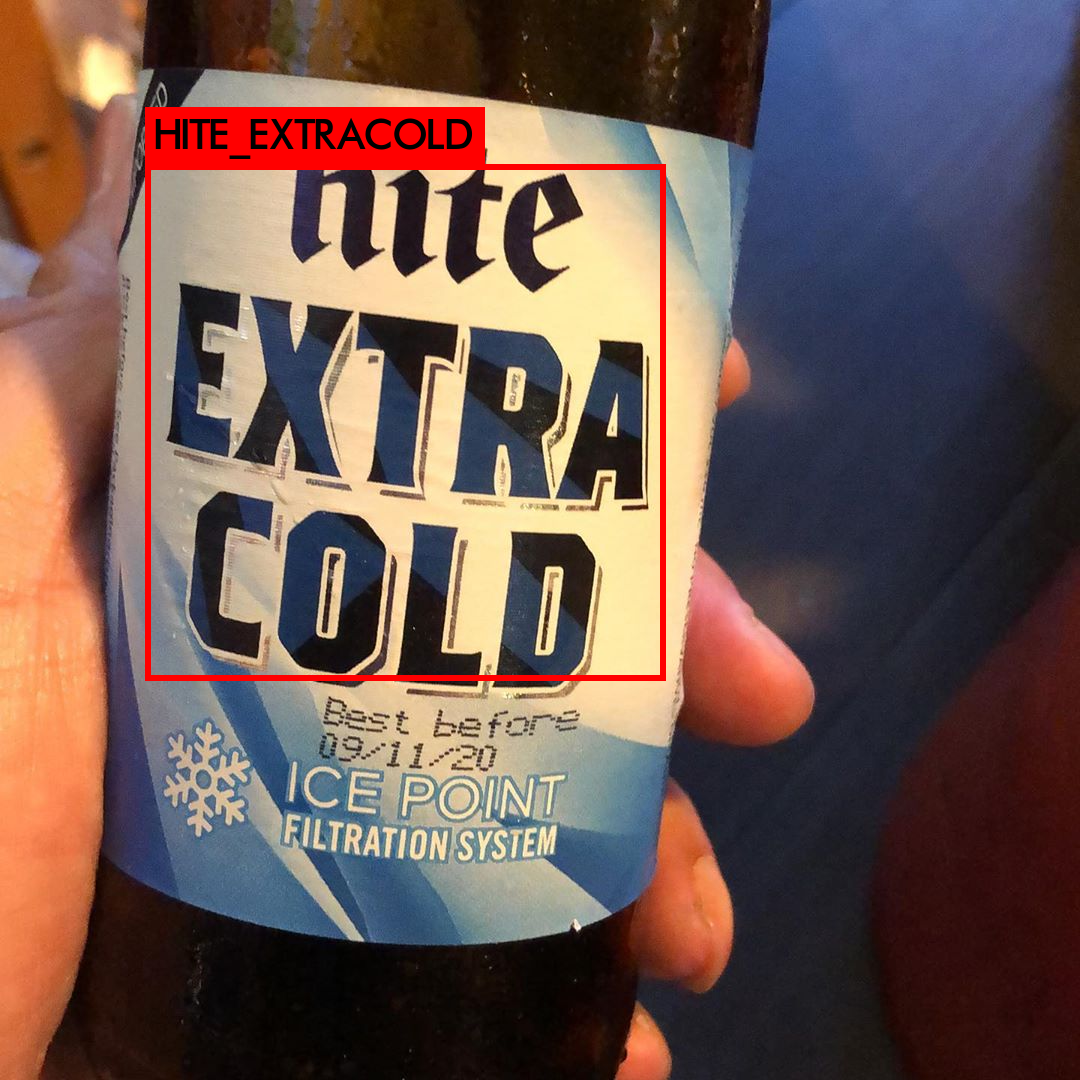 HITE_EXTRACOLD
hite
EXTRA
COLD
Best before
09/11/20
ICE POINT
FILTRATION SYSTEM